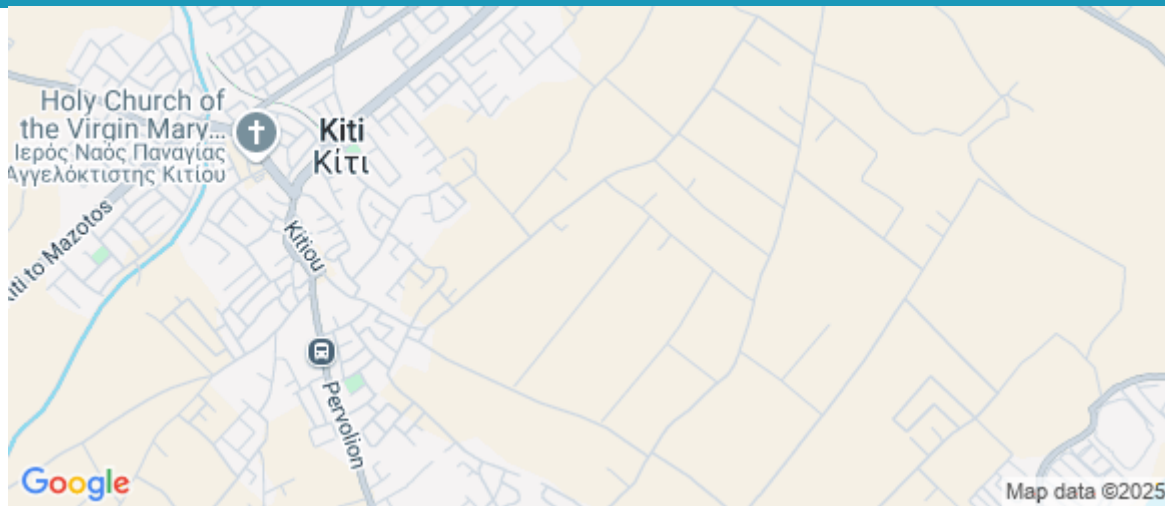 Holy Church of
the Virgin Mary...
Ιερός Ναός Παναγίας
Αγγελόκτιστης Κιτίου
Kiti
Κίτι
Kiti to Mazotos
Kitiou
Pervolion
Google
Map data ©2025